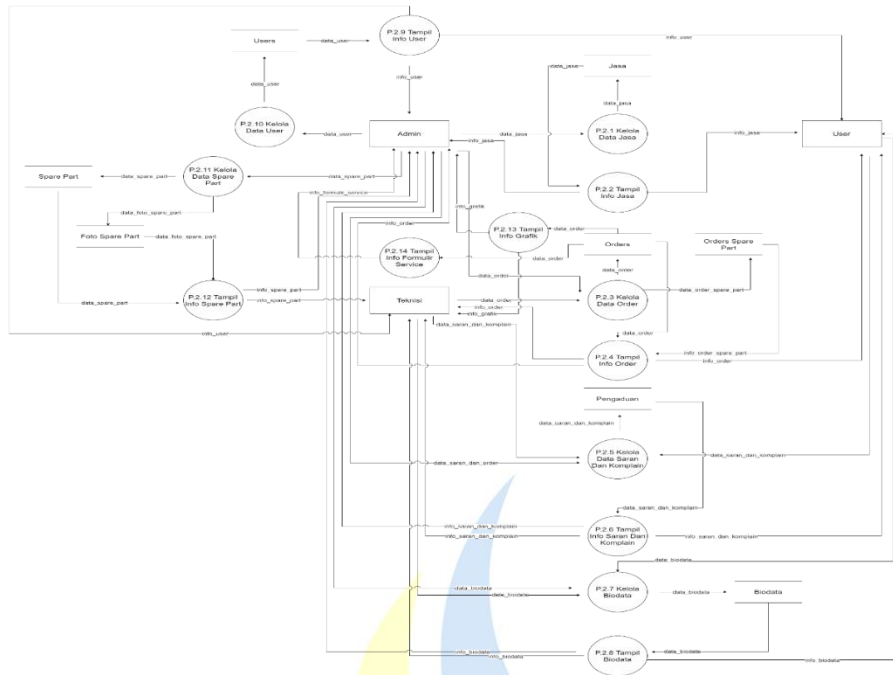 P.2.9 Tampil
Info User
Users
data_user
info_user
info_user
data_user
P.2.10 Kelola
Data User
data_user
Admin
data_jasa
info_jasa
Jasa
data_jasa
data_jasa
P.2.1 Kelola
Data Jasa
info_jasa
User
P.2.2 Tampil
Info Jasa
Spare Part
data_spare_part
P.2.11 Kelola
Data Spare
Part
data_spare_part
info_formulir_service
data_foto_spare_part
Foto Spare Part
data_foto_spare_part
info_order
info_grafik
P.2.13 Tampil
Info Grafik
data_order
Orders
Orders Spare
Part
P.2.14 Tampil
Info Formulir
Service
data_order
data_order
data_order
P.2.12 Tampil
Info Spare Part
data_spare_part
info_spare_part
info_spare_part
Teknisi
data_order
info_order
info_grafik
data_saran_dan_komplain
P.2.3 Kelola
Data Order
data_order_spare_part
info_user
data_order
P.2.4 Tampil
Info Order
info_order_spare_part
info_order
Pengaduan
data_saran_dan_komplain
P.2.5 Kelola
Data Saran
Dan Komplain
data_saran_dan_order
data_saran_dan_komplain
data_saran_dan_komplain
P.2.6 Tampil
Info Saran Dan
Komplain
info_saran_dan_komplain
info_saran_dan_komplain
info_saran_dan_komplain
data_biodata
P.2.7 Kelola
Biodata
data_biodata
data_biodata
data_biodata
Biodata
data_biodata
P.2.8 Tampil
Biodata
info_biodata
info_biodata
info_biodata